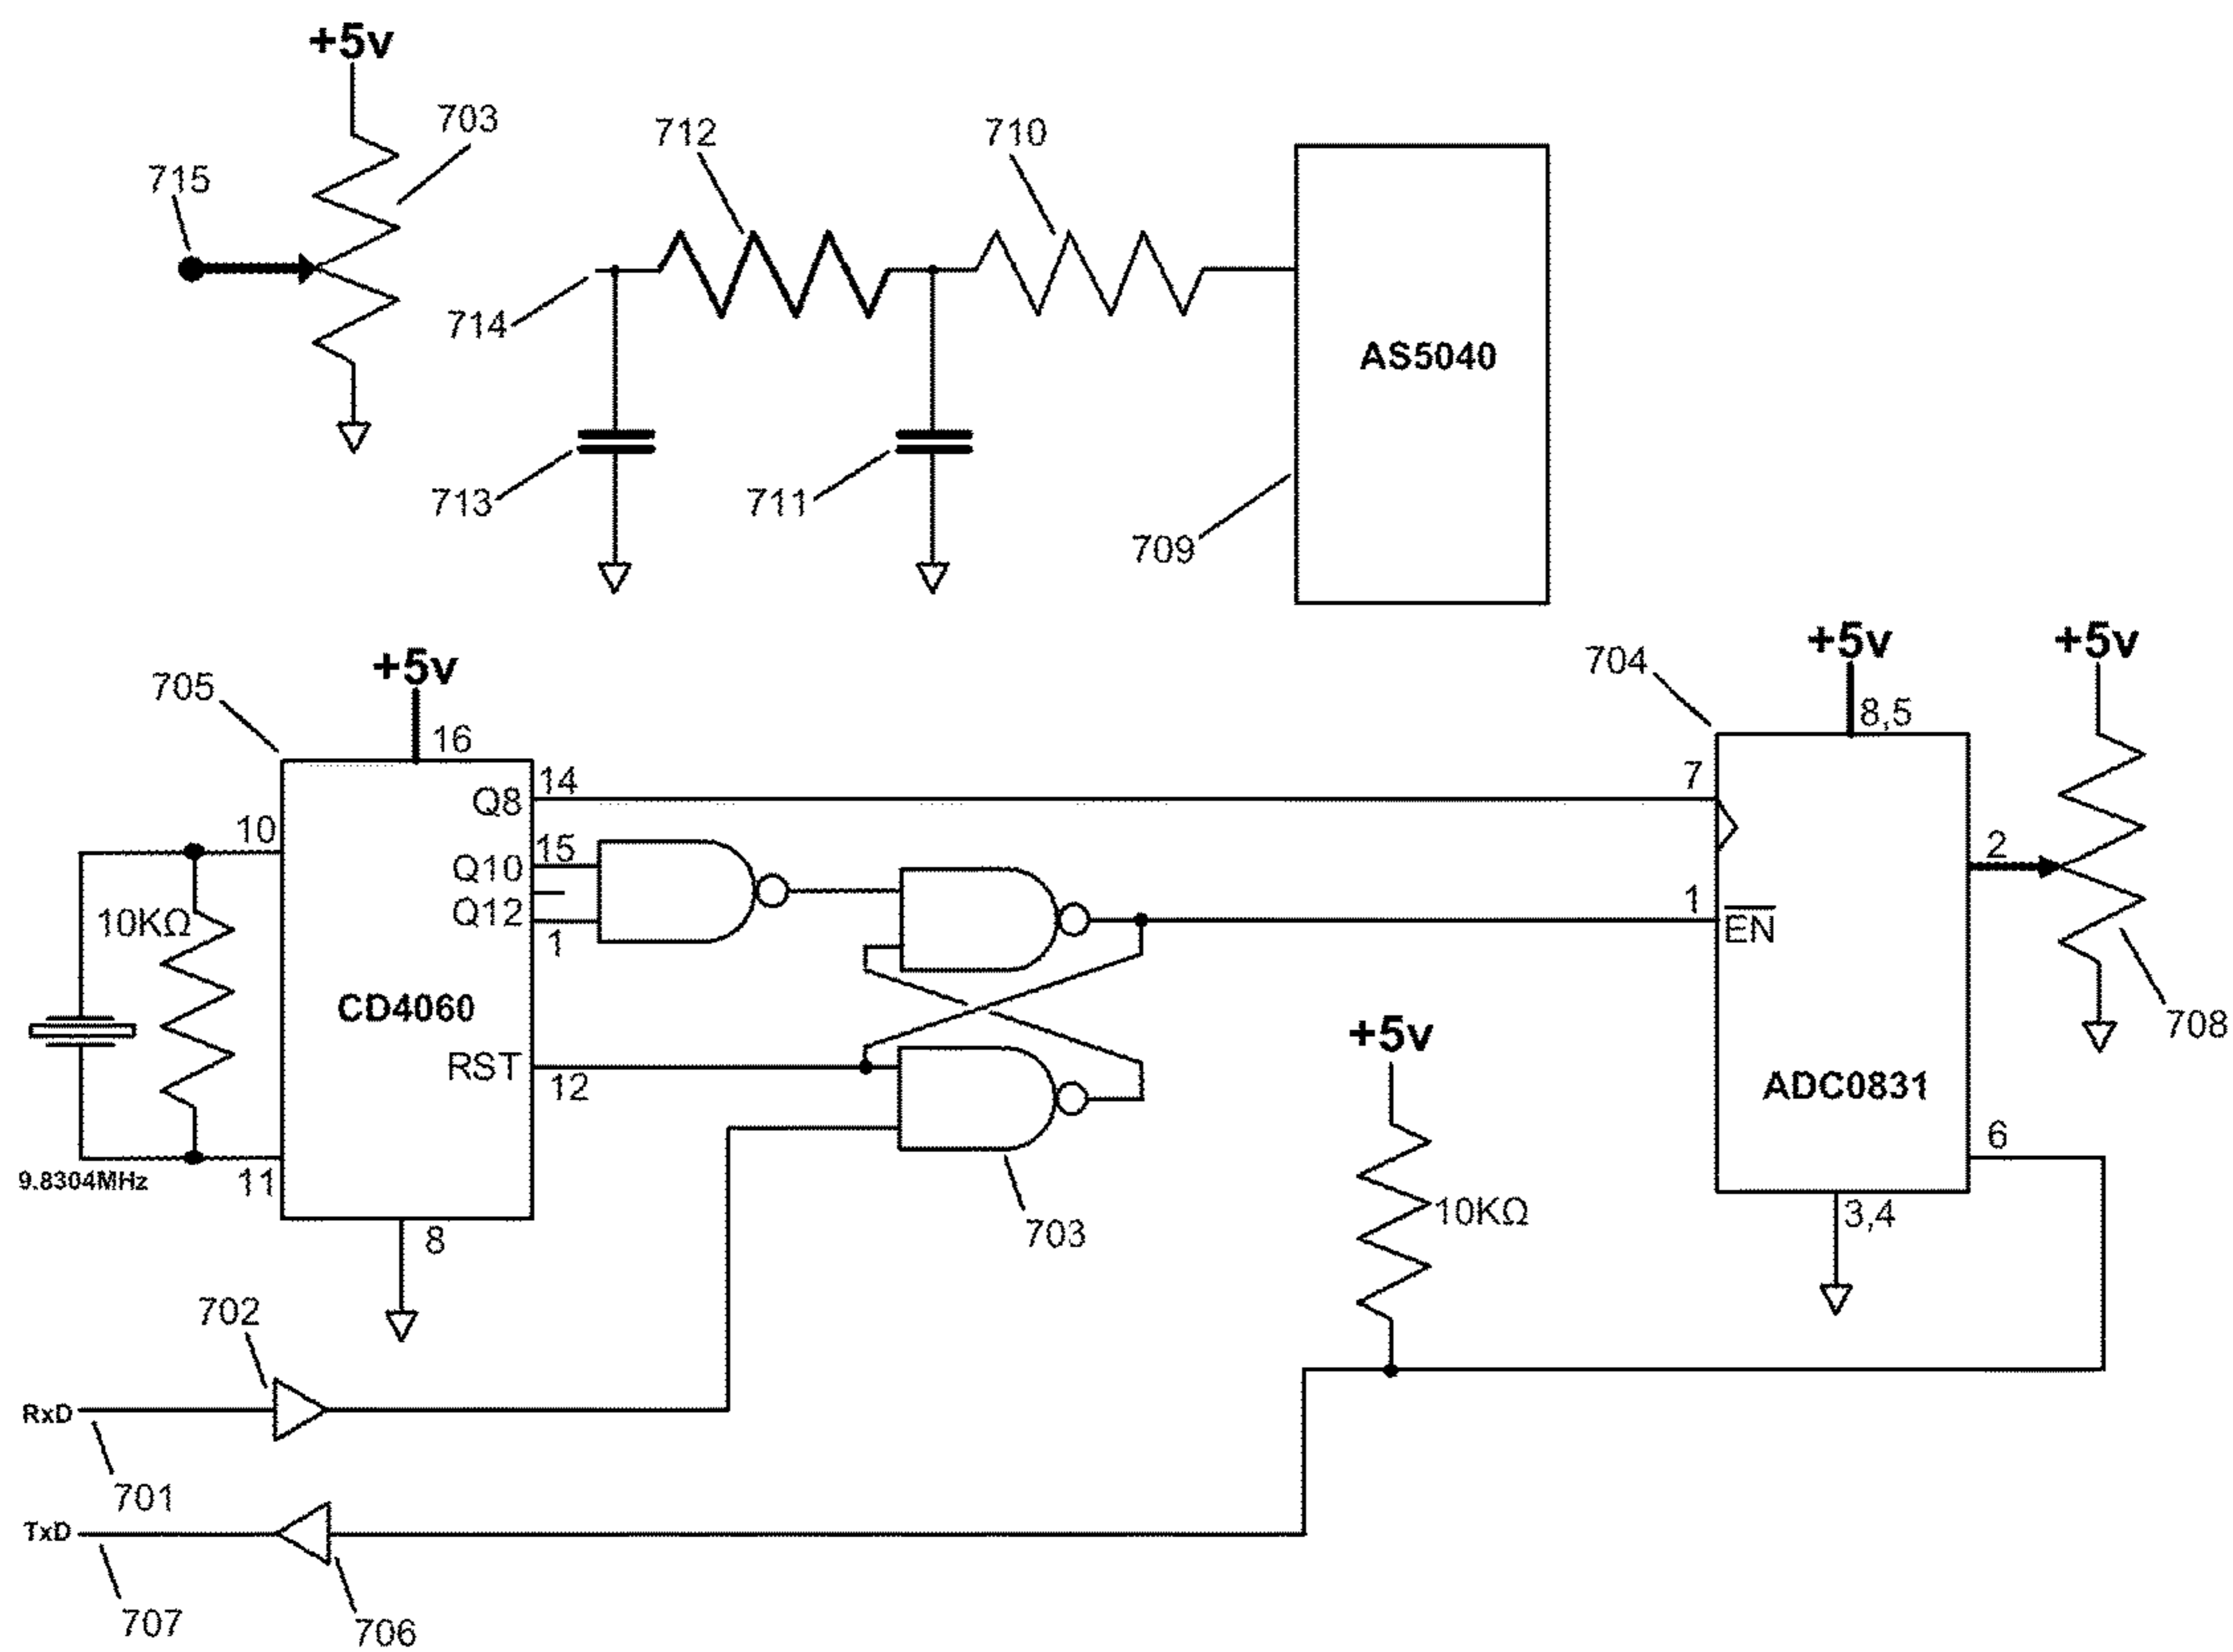 +5v
703
712
710
715
714
AS5040
713
711
709
+5v
704
+5v
+5v
705
16
8,5
14
7
Q8
10
15
2
Q10
Q12
1
1
EN
10KΩ
CD4060
+5v
708
RST
12
ADC0831
6
9.8304MHz
11
10KΩ
3,4
8
703
702
RxD
701
TxD
707
706